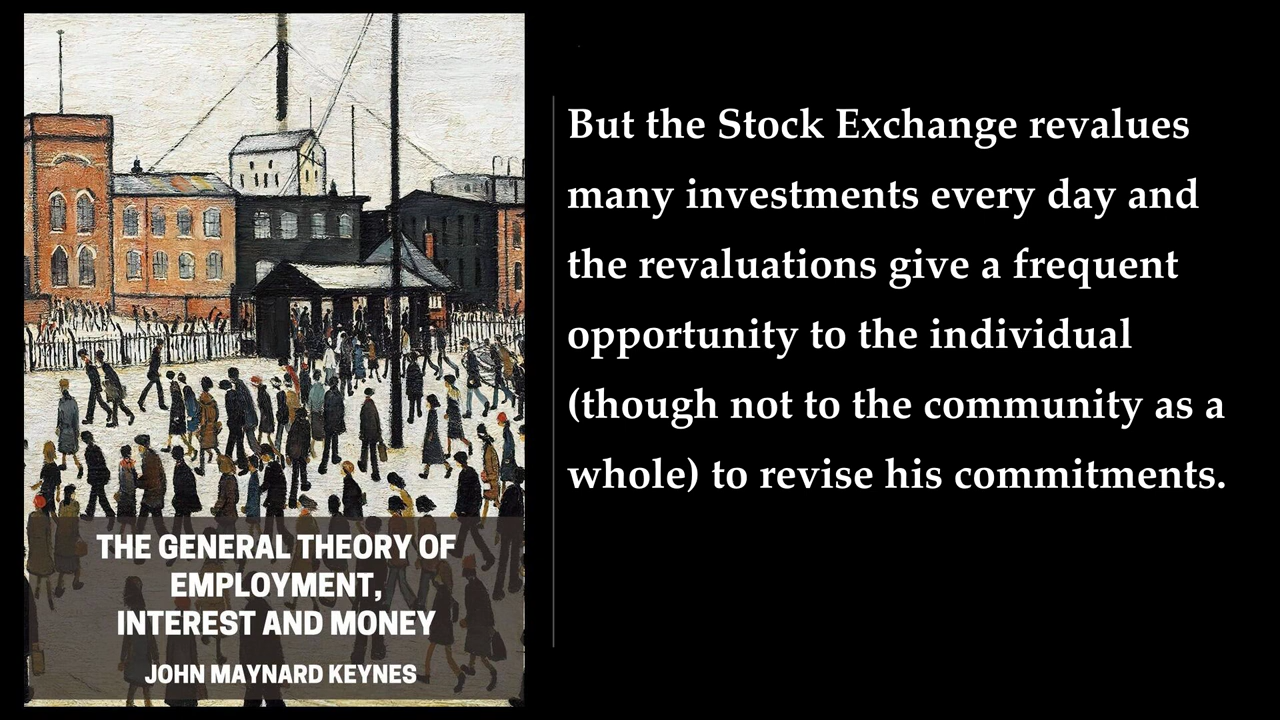 THE GENERAL THEORY OF
EMPLOYMENT,
INTEREST AND MONEY
JOHN MAYNARD KEYNES
But the Stock Exchange revalues
many investments every day and
the revaluations give a frequent
opportunity to the individual
(though not to the community as a
whole) to revise his commitments.